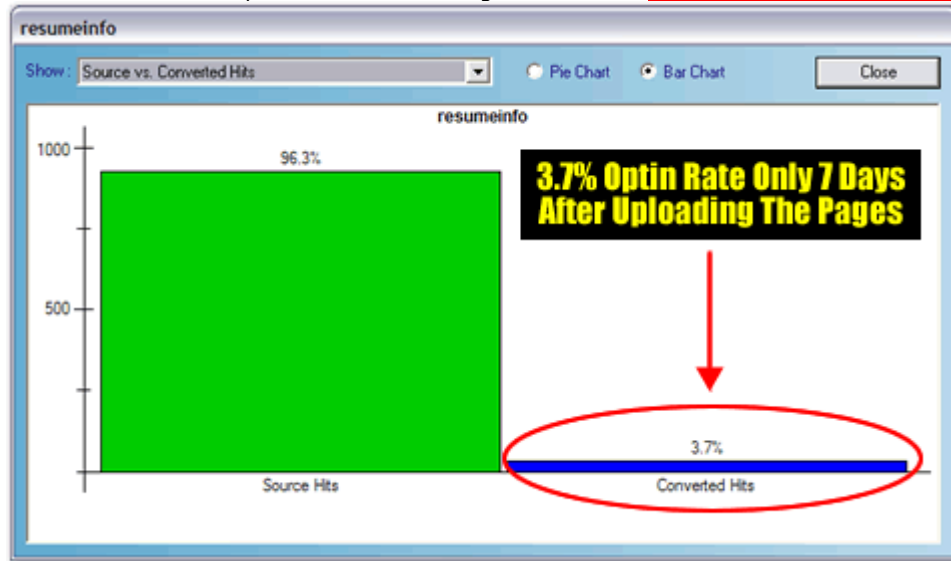 resumeinfo
Show: Source vs. Converted Hits Pie Chart Bar Chart Close
resumeinfo
1000
96.3%
3.7% Optin Rate Only 7 Days
After Uploading The Pages
500
3.7%
Source Hits Converted Hits